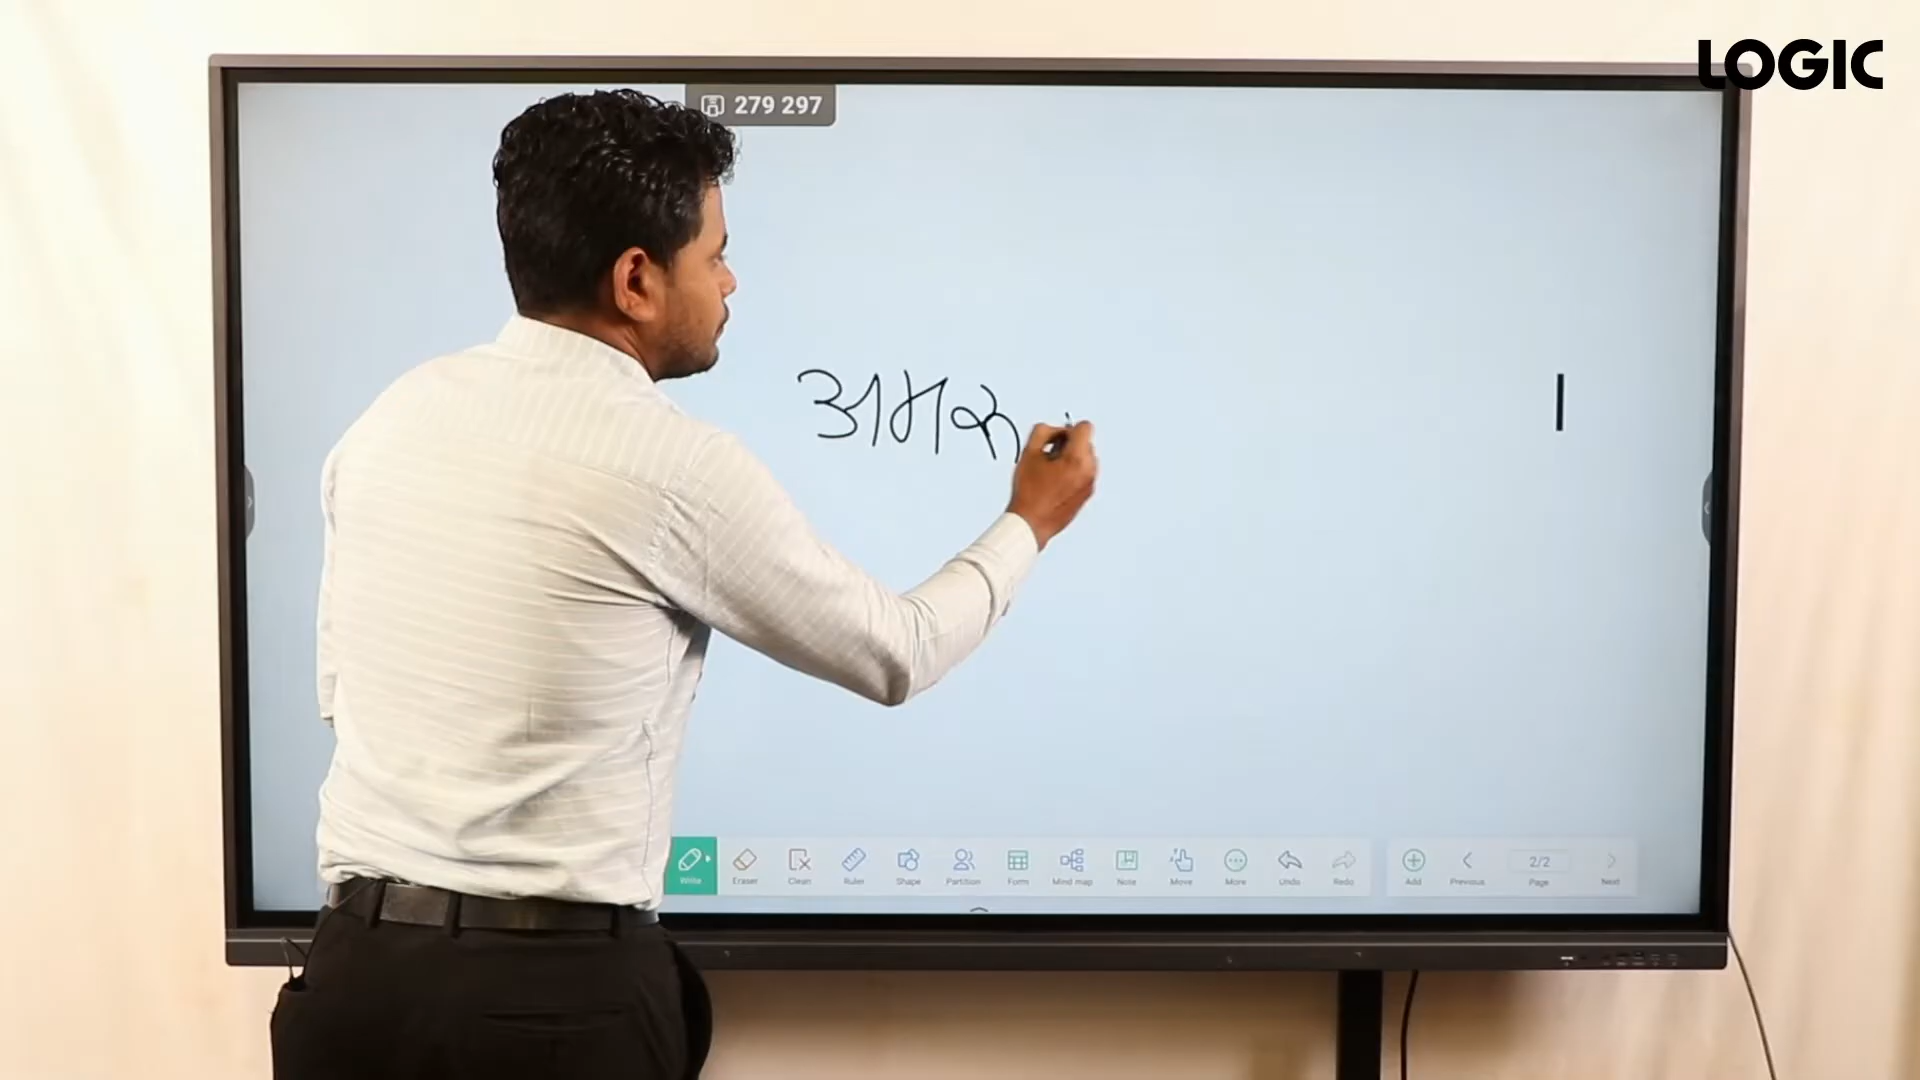 LOGIC
279 297
Write
Eraser
Clean
Ruler
Shape
Partition
Form
Mind map
Note
Move
More
Undo
Redo
Add
Previous
2/2
Page
Next